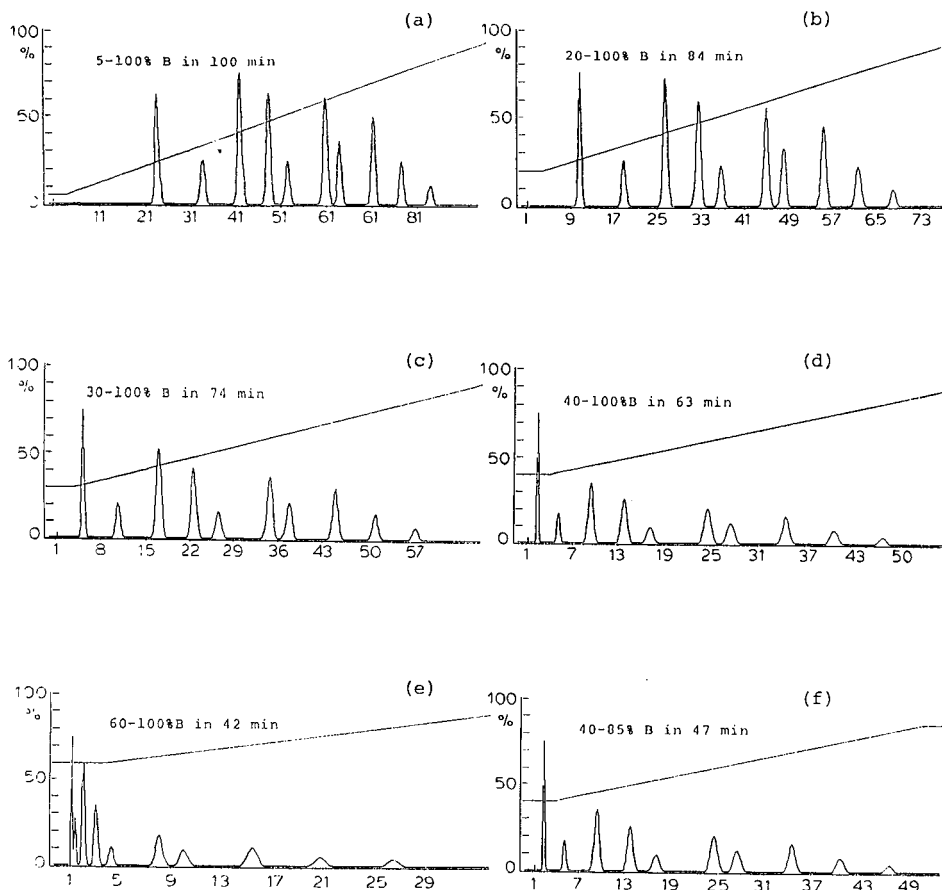 (a)
100
%
50
0
5-100% B in 100 min
11 21 31 41 51 61 61 81
(b)
100
%
50
0
20-100% B in 84 min
1 9 17 26 33 41 49 57 65 73
(c)
100
%
50
0
30-100% B in 74 min
1 8 15 22 29 36 43 50 57
(d)
100
%
50
0
40-100%B in 63 min
1 7 13 19 25 31 37 43 50
(e)
100
%
50
0
60-100%B in 42 min
1 5 9 13 17 21 25 29
(f)
100
%
50
0
40-85% B in 47 min
1 7 13 19 25 31 37 43 49